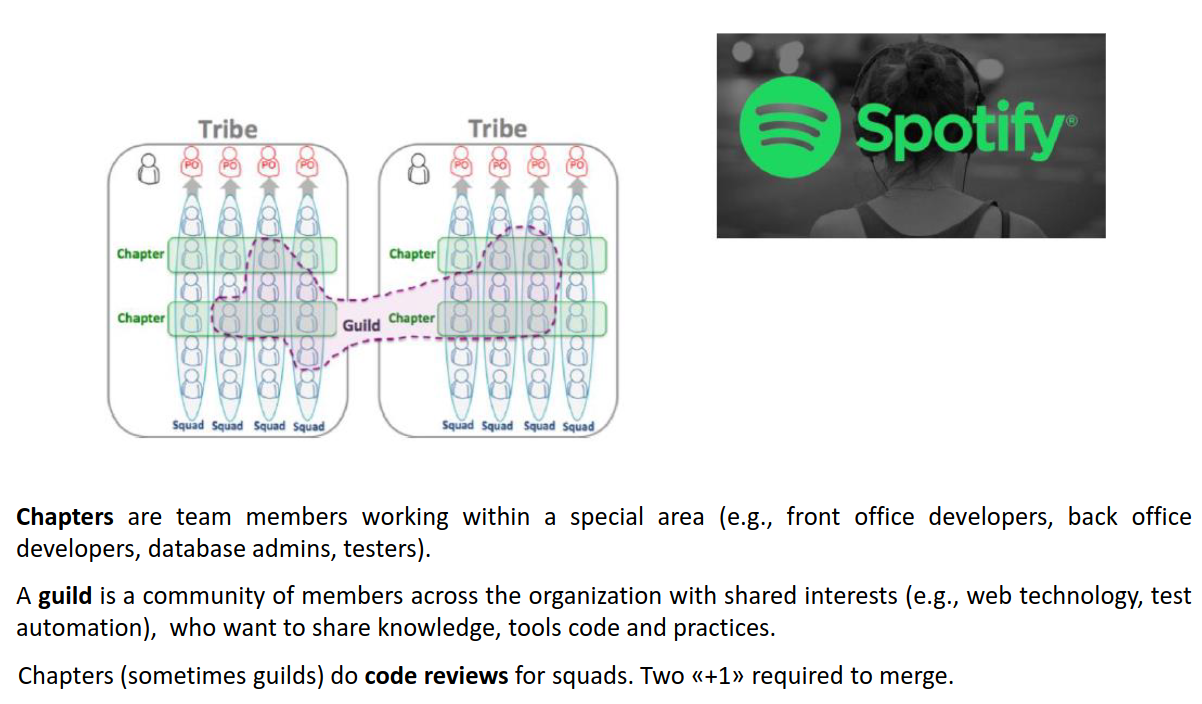 Tribe
Tribe
Spotify®
PO PO PO PO
PO PO PO PO
Chapter
Chapter
Chapter
Guild
Chapter
Squad Squad Squad Squad
Squad Squad Squad Squad
Chapters are team members working within a special area (e.g., front office developers, back office
developers, database admins, testers).
A guild is a community of members across the organization with shared interests (e.g., web technology, test
automation), who want to share knowledge, tools code and practices.
Chapters (sometimes guilds) do code reviews for squads. Two «+1» required to merge.